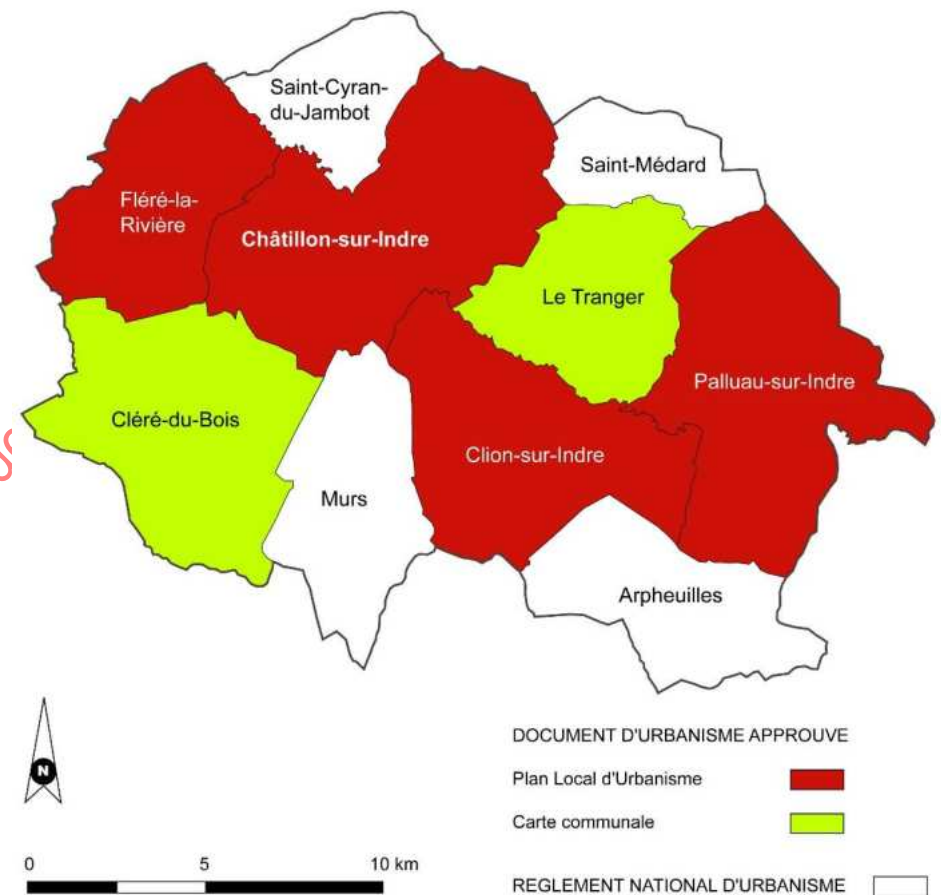 Saint-Cyran-
du-Jambot
Saint-Médard
Fléré-la-
Rivière
Châtillon-sur-Indre
Le Tranger
Palluau-sur-Indre
Cléré-du-Bois
Clion-sur-Indre
Murs
Arpheuilles
N
DOCUMENT D'URBANISME APPROUVE
Plan Local d'Urbanisme
Carte communale
0 5 10 km
REGLEMENT NATIONAL D'URBANISME